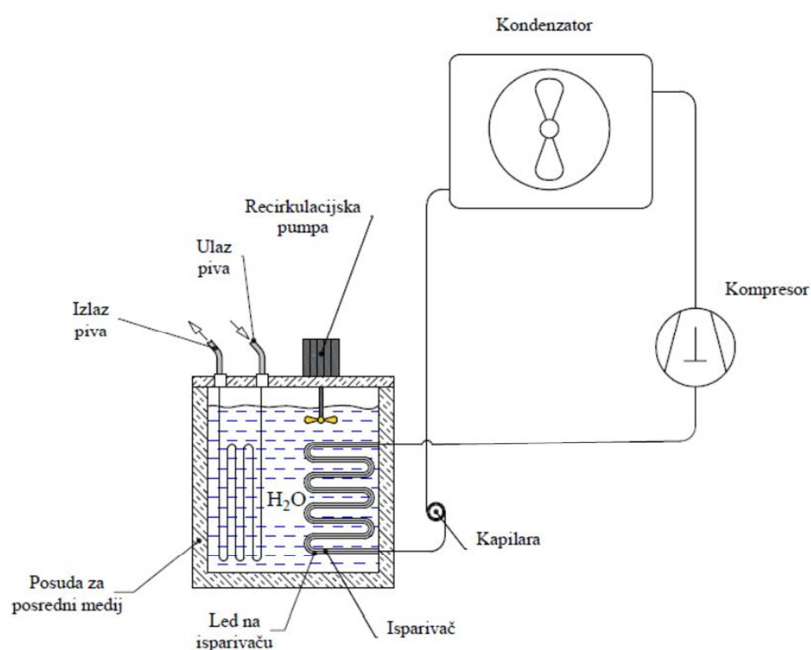 Kondenzator
Recirkulacijska
pumpa
Ulaz
piva
Izlaz
piva
Kompresor
H₂O
Kapilara
Posuda za
posredni medij
Led na
isparivaču
Isparivač